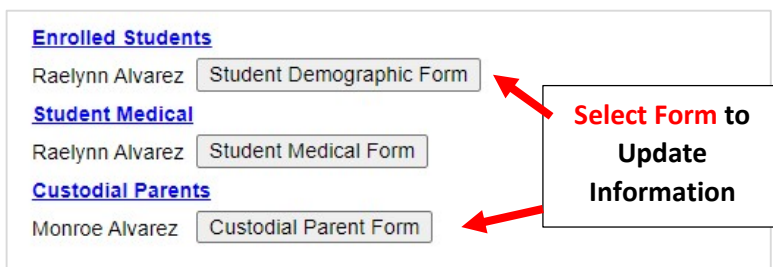 Enrolled Students
Raelynn Alvarez Student Demographic Form
Student Medical
Raelynn Alvarez Student Medical Form
Custodial Parents
Monroe Alvarez Custodial Parent Form
Select Form to
Update
Information